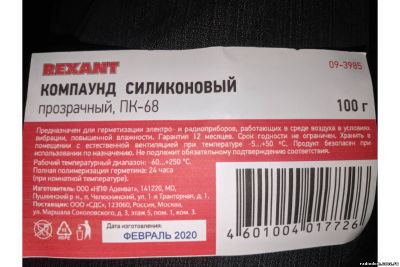 REXANT
09-3985
КОМПАУНД СИЛИКОНОВЫЙ
прозрачный, ПК-68
100 г
Предназначен для герметизации электро- и радиоприборов, работающих в среде воздуха в условиях
вибрации, повышенной влажности. Гарантия 12 месяцев. Срок годности не ограничен. Хранить в
помещении с естественной вентиляцией при температуре -5...+50 °С. Продукт безопасен при
использовании по назначению. Не подлежит обязательному подтверждению соответствия.
Рабочий температурный диапазон -60...+250 °С.
Полная полимеризация герметика: 24 часа
(при комнатной температуре)
Изготовитель: ООО «НПФ Адгезив», 141220, МО,
Пушкинский р-н, п. Челюскинский, ул. 1-я Тракторная, д. 1.
Поставщик: ООО «СДС», 123060, Россия, Москва,
ул. Маршала Соколовского, д. 3, этаж 5, пом. 1, ком. 3.
Дата изготовления:
ФЕВРАЛЬ 2020
4601004017726